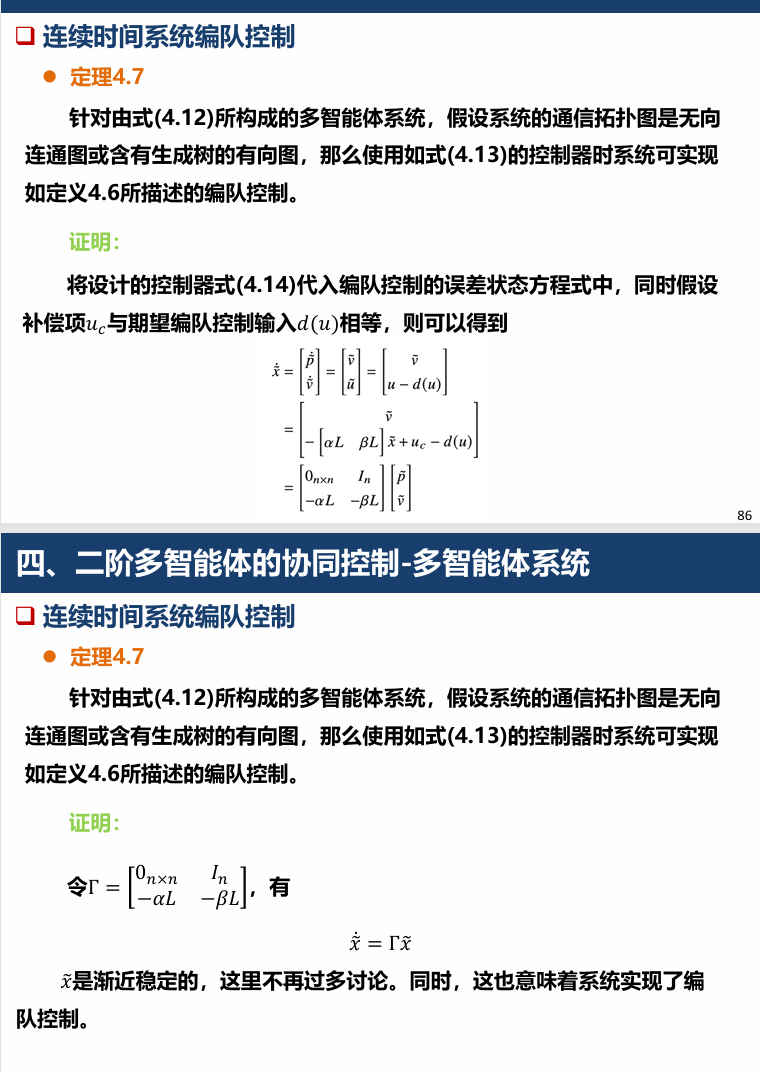 连续时间系统编队控制
定理4.7
针对由式(4.12)所构成的多智能体系统，假设系统的通信拓扑图是无向
连通图或含有生成树的有向图，那么使用如式(4.13)的控制器时系统可实现
如定义4.6所描述的编队控制。
证明：
将设计的控制器式(4.14)代入编队控制的误差状态方程式中，同时假设
补偿项𝑢_𝑐与期望编队控制输入𝑑(𝑢)相等，则可以得到
\dot{\tilde{x}} = \begin{bmatrix} \dot{\tilde{p}} \\ \dot{\tilde{v}} \end{bmatrix} = \begin{bmatrix} \tilde{v} \\ \tilde{u} \end{bmatrix} = \begin{bmatrix} \tilde{v} \\ u - d(u) \end{bmatrix}
= \begin{bmatrix} \tilde{v} \\ -\begin{bmatrix} \alpha L & \beta L \end{bmatrix} \tilde{x} + u_c - d(u) \end{bmatrix}
= \begin{bmatrix} 0_{n×n} & I_n \\ -\alpha L & -\beta L \end{bmatrix} \begin{bmatrix} \tilde{p} \\ \tilde{v} \end{bmatrix}
86
四、二阶多智能体的协同控制-多智能体系统
连续时间系统编队控制
定理4.7
针对由式(4.12)所构成的多智能体系统，假设系统的通信拓扑图是无向
连通图或含有生成树的有向图，那么使用如式(4.13)的控制器时系统可实现
如定义4.6所描述的编队控制。
证明：
令Γ = \begin{bmatrix} 0_{n×n} & I_n \\ -\alpha L & -\beta L \end{bmatrix}，有
\dot{\tilde{x}} = Γ\tilde{x}
\tilde{x}是渐近稳定的，这里不再过多讨论。同时，这也意味着系统实现了编
队控制。